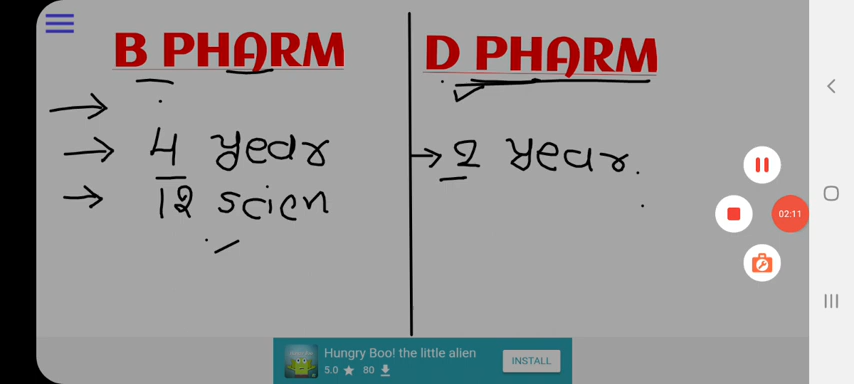 B PHARM
D PHARM
4 year
2 year.
12 scien
02:11
Hungry Boo! the little alien
5.0 ★ 80
INSTALL